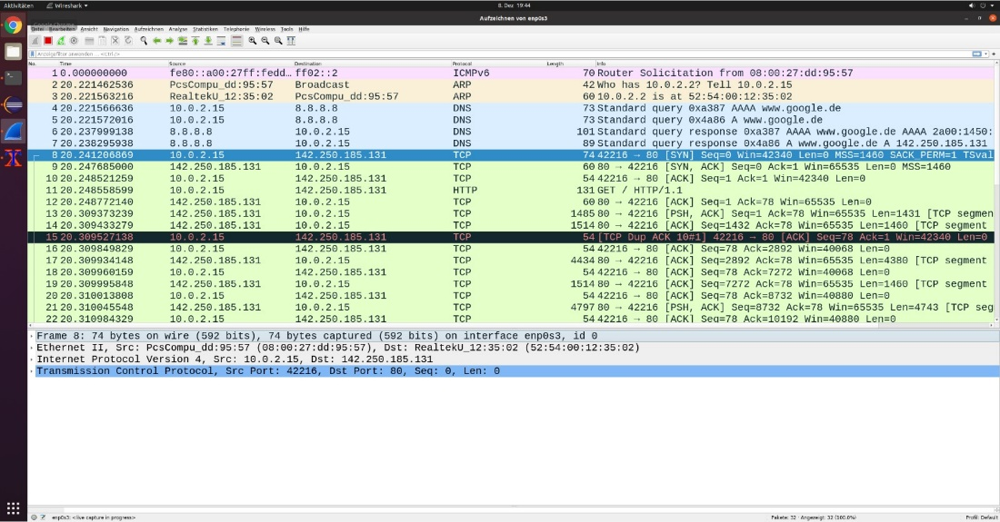 Aktivitäten Wireshark 8. Dez 19:44
Aufzeichnen von enp0s3
Datei Bearbeiten Ansicht Navigation Aufzeichnen Analyse Statistiken Telephonie Wireless Tools Hilfe
Anzeigefilter anwenden … <Ctrl-/>
No. Time Source Destination Protocol Length Info
1 0.000000000 fe80::a00:27ff:fedd… ff02::2 ICMPv6 70 Router Solicitation from 08:00:27:dd:95:57
2 20.221462536 PcsCompu_dd:95:57 Broadcast ARP 42 Who has 10.0.2.2? Tell 10.0.2.15
3 20.221563216 RealtekU_12:35:02 PcsCompu_dd:95:57 ARP 60 10.0.2.2 is at 52:54:00:12:35:02
4 20.221566636 10.0.2.15 8.8.8.8 DNS 73 Standard query 0xa387 AAAA www.google.de
5 20.221572016 10.0.2.15 8.8.8.8 DNS 73 Standard query 0x4a86 A www.google.de
6 20.237999138 8.8.8.8 10.0.2.15 DNS 101 Standard query response 0xa387 AAAA www.google.de AAAA 2a00:1450:
7 20.238295938 8.8.8.8 10.0.2.15 DNS 89 Standard query response 0x4a86 A www.google.de A 142.250.185.131
8 20.241206869 10.0.2.15 142.250.185.131 TCP 74 42216 → 80 [SYN] Seq=0 Win=42340 Len=0 MSS=1460 SACK_PERM=1 TSval
9 20.247685000 142.250.185.131 10.0.2.15 TCP 60 80 → 42216 [SYN, ACK] Seq=0 Ack=1 Win=65535 Len=0 MSS=1460
10 20.248521259 10.0.2.15 142.250.185.131 TCP 54 42216 → 80 [ACK] Seq=1 Ack=1 Win=42340 Len=0
11 20.248558599 10.0.2.15 142.250.185.131 HTTP 131 GET / HTTP/1.1
12 20.248772140 142.250.185.131 10.0.2.15 TCP 60 80 → 42216 [ACK] Seq=1 Ack=78 Win=65535 Len=0
13 20.309373239 142.250.185.131 10.0.2.15 TCP 1485 80 → 42216 [PSH, ACK] Seq=1 Ack=78 Win=65535 Len=1431 [TCP segmen
14 20.309433279 142.250.185.131 10.0.2.15 TCP 1514 80 → 42216 [ACK] Seq=1432 Ack=78 Win=65535 Len=1460 [TCP segment
15 20.309527138 10.0.2.15 142.250.185.131 TCP 54 [TCP Dup ACK 10#1] 42216 → 80 [ACK] Seq=78 Ack=1 Win=42340 Len=0
16 20.309849829 10.0.2.15 142.250.185.131 TCP 54 42216 → 80 [ACK] Seq=78 Ack=2892 Win=40068 Len=0
17 20.309934148 142.250.185.131 10.0.2.15 TCP 4434 80 → 42216 [ACK] Seq=2892 Ack=78 Win=65535 Len=4380 [TCP segment
18 20.309960159 10.0.2.15 142.250.185.131 TCP 54 42216 → 80 [ACK] Seq=78 Ack=7272 Win=40068 Len=0
19 20.309995848 142.250.185.131 10.0.2.15 TCP 1514 80 → 42216 [ACK] Seq=7272 Ack=78 Win=65535 Len=1460 [TCP segment
20 20.310013808 10.0.2.15 142.250.185.131 TCP 54 42216 → 80 [ACK] Seq=78 Ack=8732 Win=40880 Len=0
21 20.310045548 142.250.185.131 10.0.2.15 TCP 4797 80 → 42216 [PSH, ACK] Seq=8732 Ack=78 Win=65535 Len=4743 [TCP seg
22 20.310984329 10.0.2.15 142.250.185.131 TCP 54 42216 → 80 [ACK] Seq=78 Ack=10192 Win=40880 Len=0
Frame 8: 74 bytes on wire (592 bits), 74 bytes captured (592 bits) on interface enp0s3, id 0
Ethernet II, Src: PcsCompu_dd:95:57 (08:00:27:dd:95:57), Dst: RealtekU_12:35:02 (52:54:00:12:35:02)
Internet Protocol Version 4, Src: 10.0.2.15, Dst: 142.250.185.131
Transmission Control Protocol, Src Port: 42216, Dst Port: 80, Seq: 0, Len: 0
enp0s3: <live capture in progress> Pakete: 32 · Angezeigt: 32 (100.0%) Profil: Default